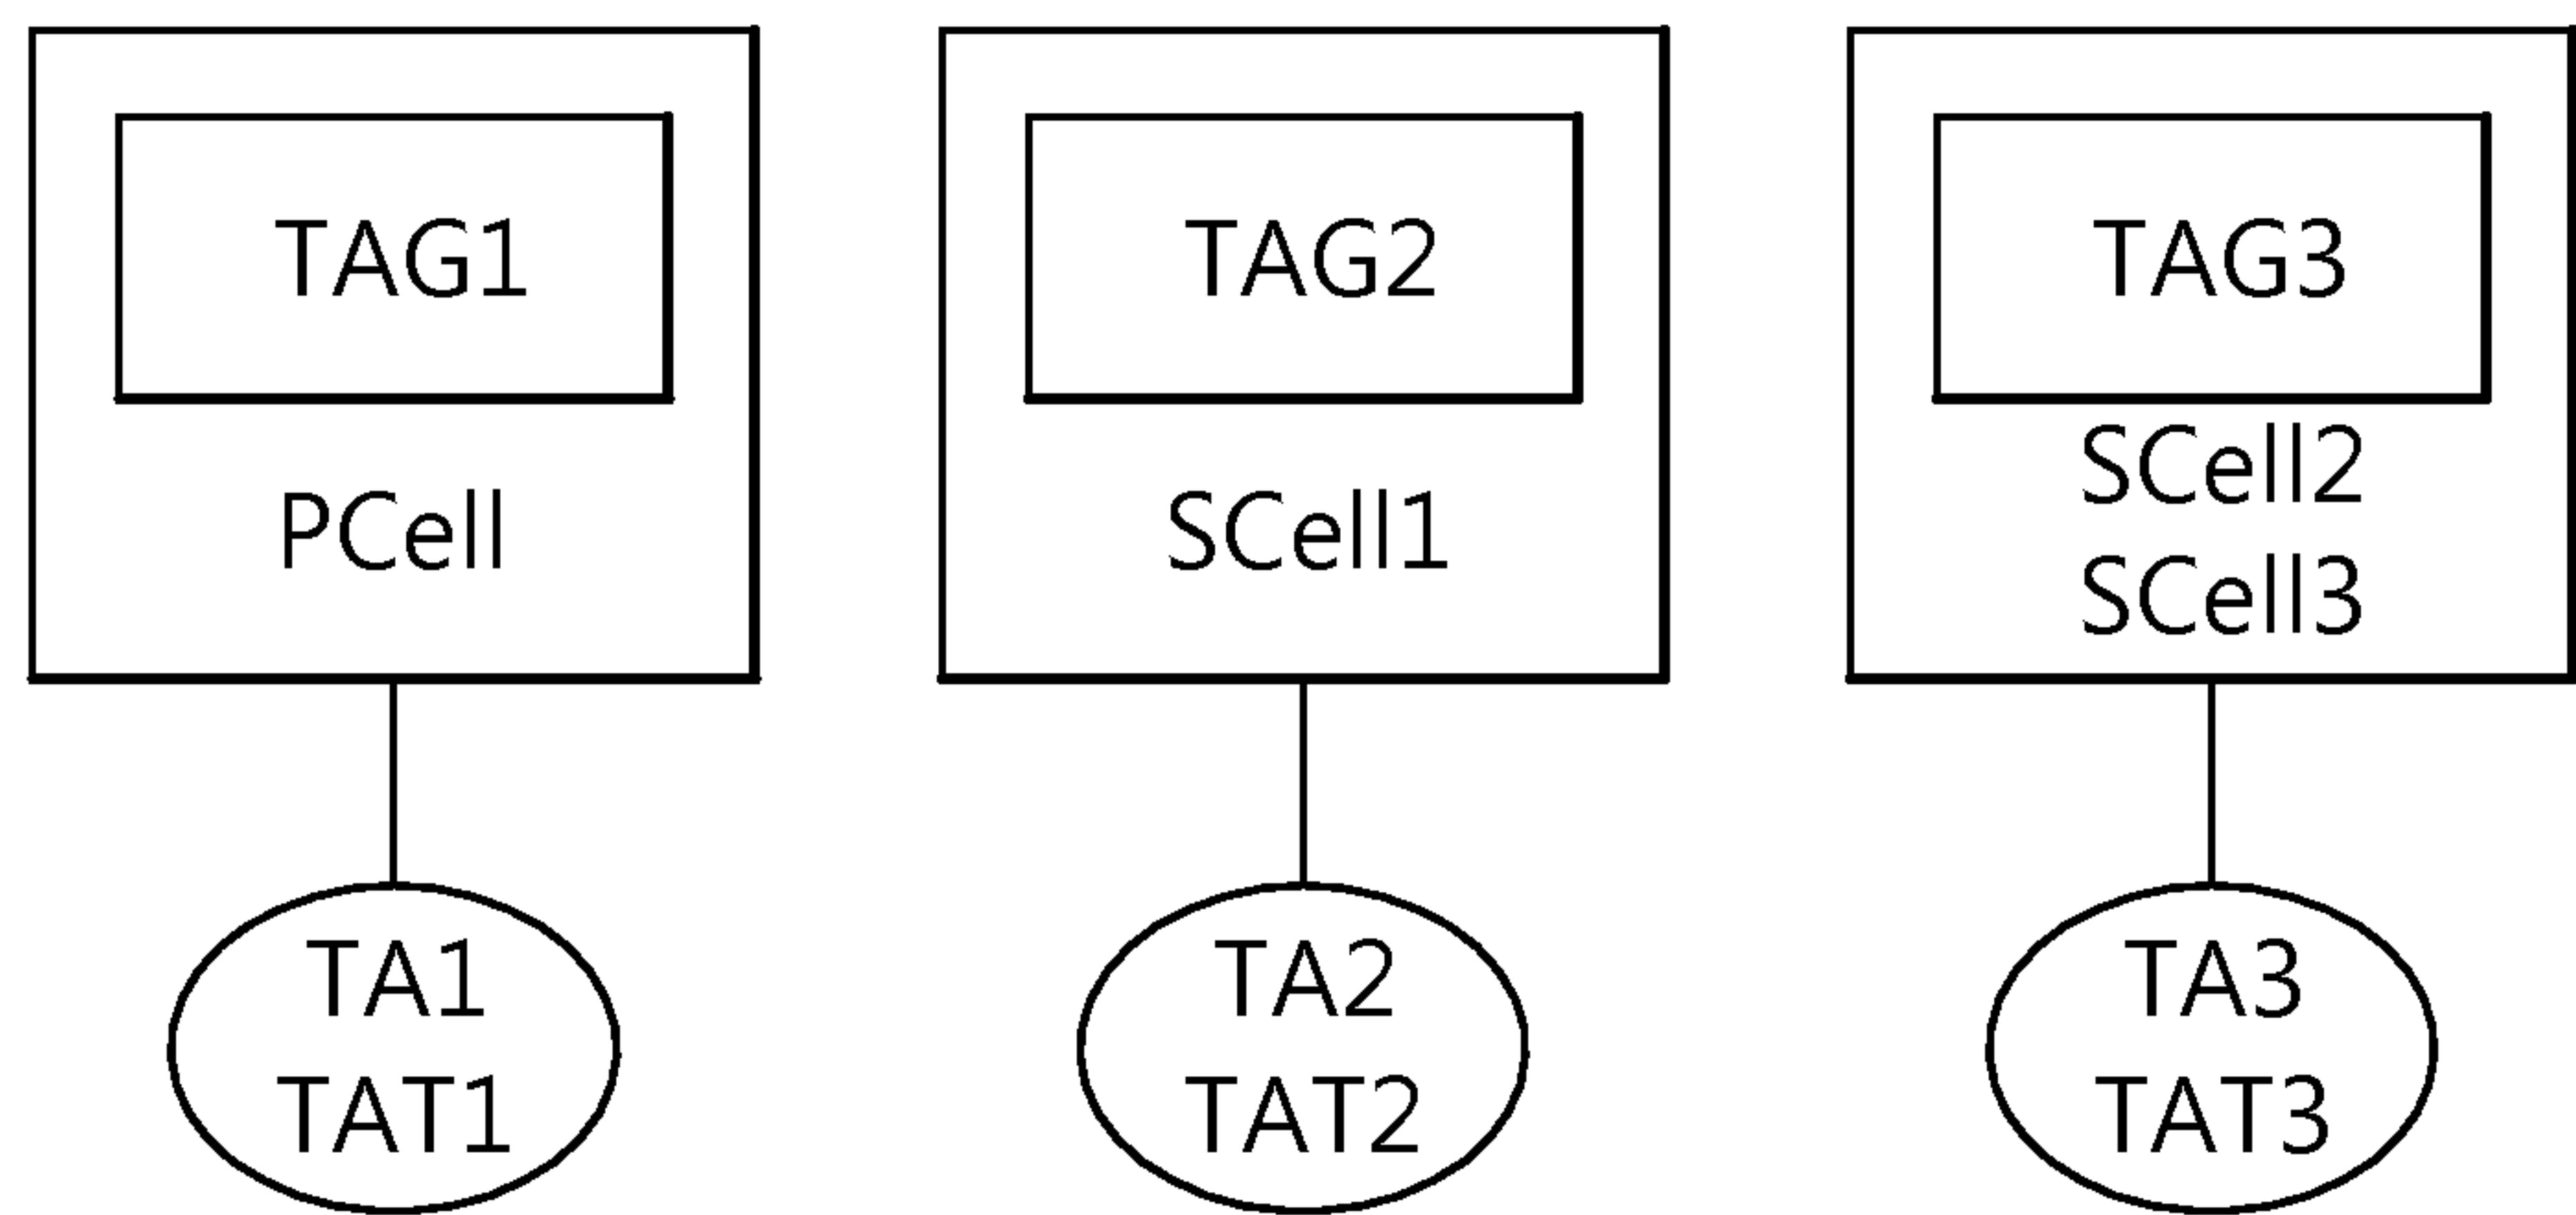 TAG1
PCell
TA1
TAT1
TAG2
SCell1
TA2
TAT2
TAG3
SCell2
SCell3
TA3
TAT3